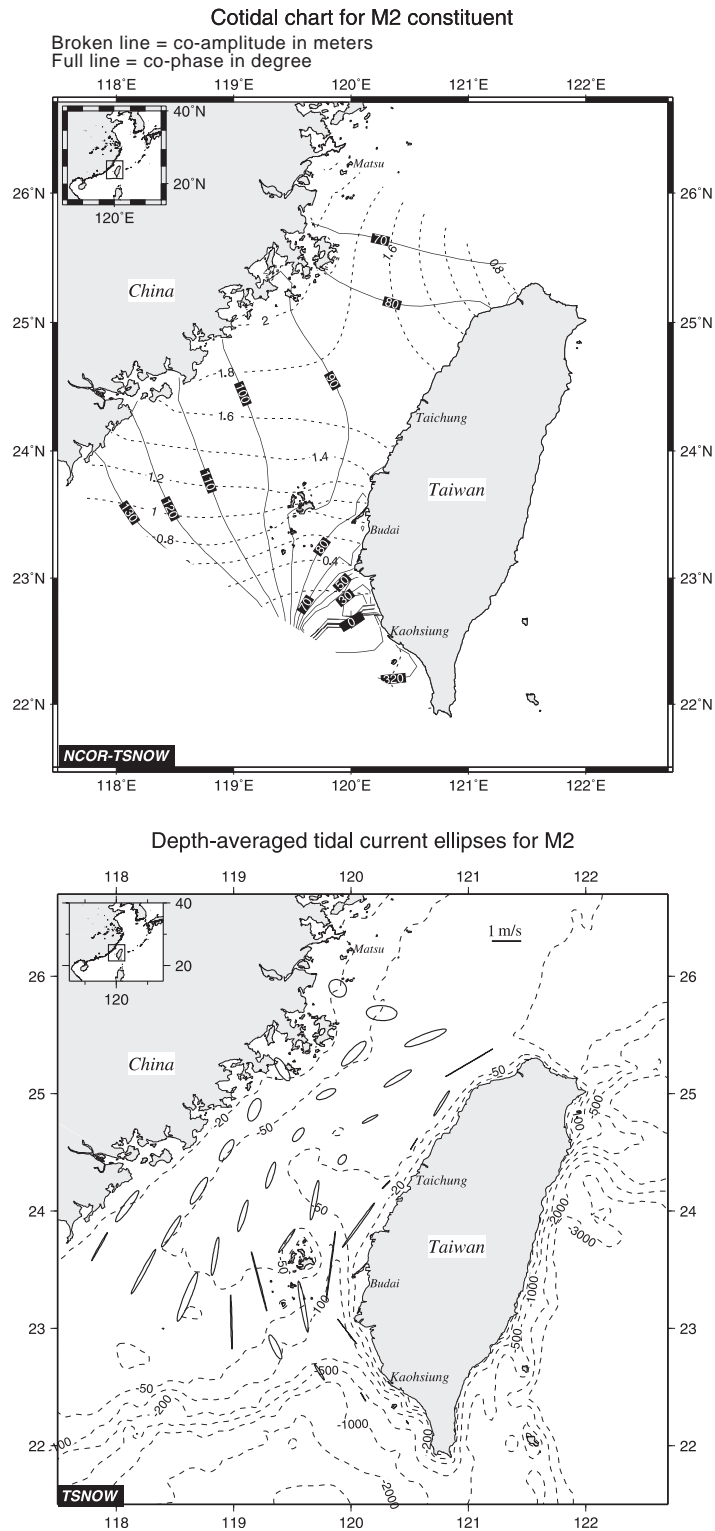 Cotidal chart for M2 constituent
Broken line = co-amplitude in meters
Full line = co-phase in degree
118°E 119°E 120°E 121°E 122°E
40°N
20°N
120°E
Matsu
26°N 26°N
70
1.6
0.8
China
80
25°N 25°N
2
1.8
100
90
1.6
Taichung
24°N 24°N
1.4
110
1.2
Taiwan
130
120
1
0.8
80
Budai
0.4
23°N 23°N
50
70
30
0
Kaohsiung
320
22°N 22°N
NCOR-TSNOW
118°E 119°E 120°E 121°E 122°E
Depth-averaged tidal current ellipses for M2
118 119 120 121 122
40
20
120
1 m/s
Matsu
26 26
China
-50
25 25
-500
-20
-50
-20
Taichung
24 24
-50
-2000
-3000
Taiwan
-50
Budai
-100
-1000
23 23
-500
-500
Kaohsiung
-50
-200
-1000
-200
22 22
-100
-2000
TSNOW
118 119 120 121 122